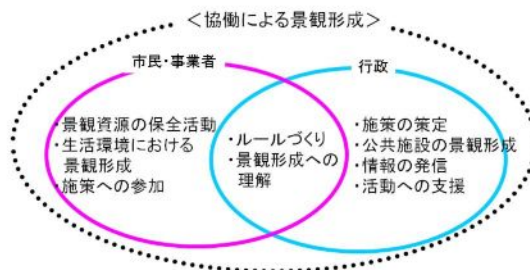 ＜協働による景観形成＞
市民・事業者
行政
・景観資源の保全活動
・生活環境における
景観形成
・施策への参加
・ルールづくり
・景観形成への
理解
・施策の策定
・公共施設の景観形成
・情報の発信
・活動への支援